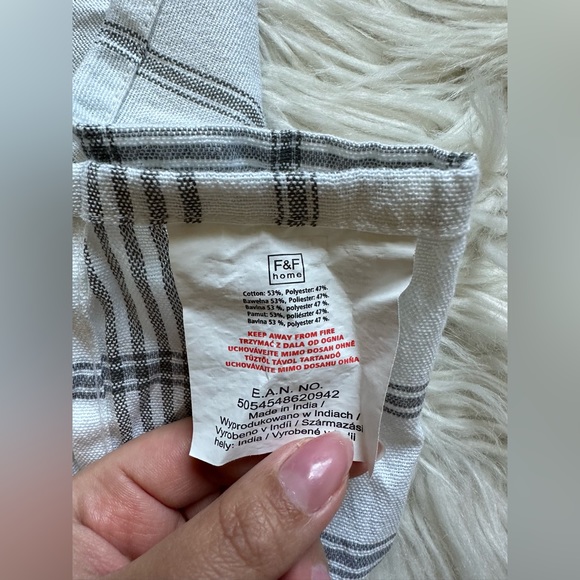 F&F
home
Cotton: 53%, Polyester: 47%.
Bawełna 53%, Poliester: 47%.
Bavlna 53 %, polyester 47 %.
Pamut: 53%, poliészter 47%.
Bavlna 53 %, polyester 47 %.
KEEP AWAY FROM FIRE
TRZYMAĆ Z DALA OD OGNIA
UCHOVÁVEJTE MIMO DOSAH OHNĚ
TŰZTŐL TÁVOL TARTANDÓ
UCHOVÁVAJTE MIMO DOSAHU OHŇA
E.A.N. NO.
5054548620942
Made in India /
Wyprodukowano w Indiach /
Vyrobeno v Indii / Származási
hely: India / Vyrobené v